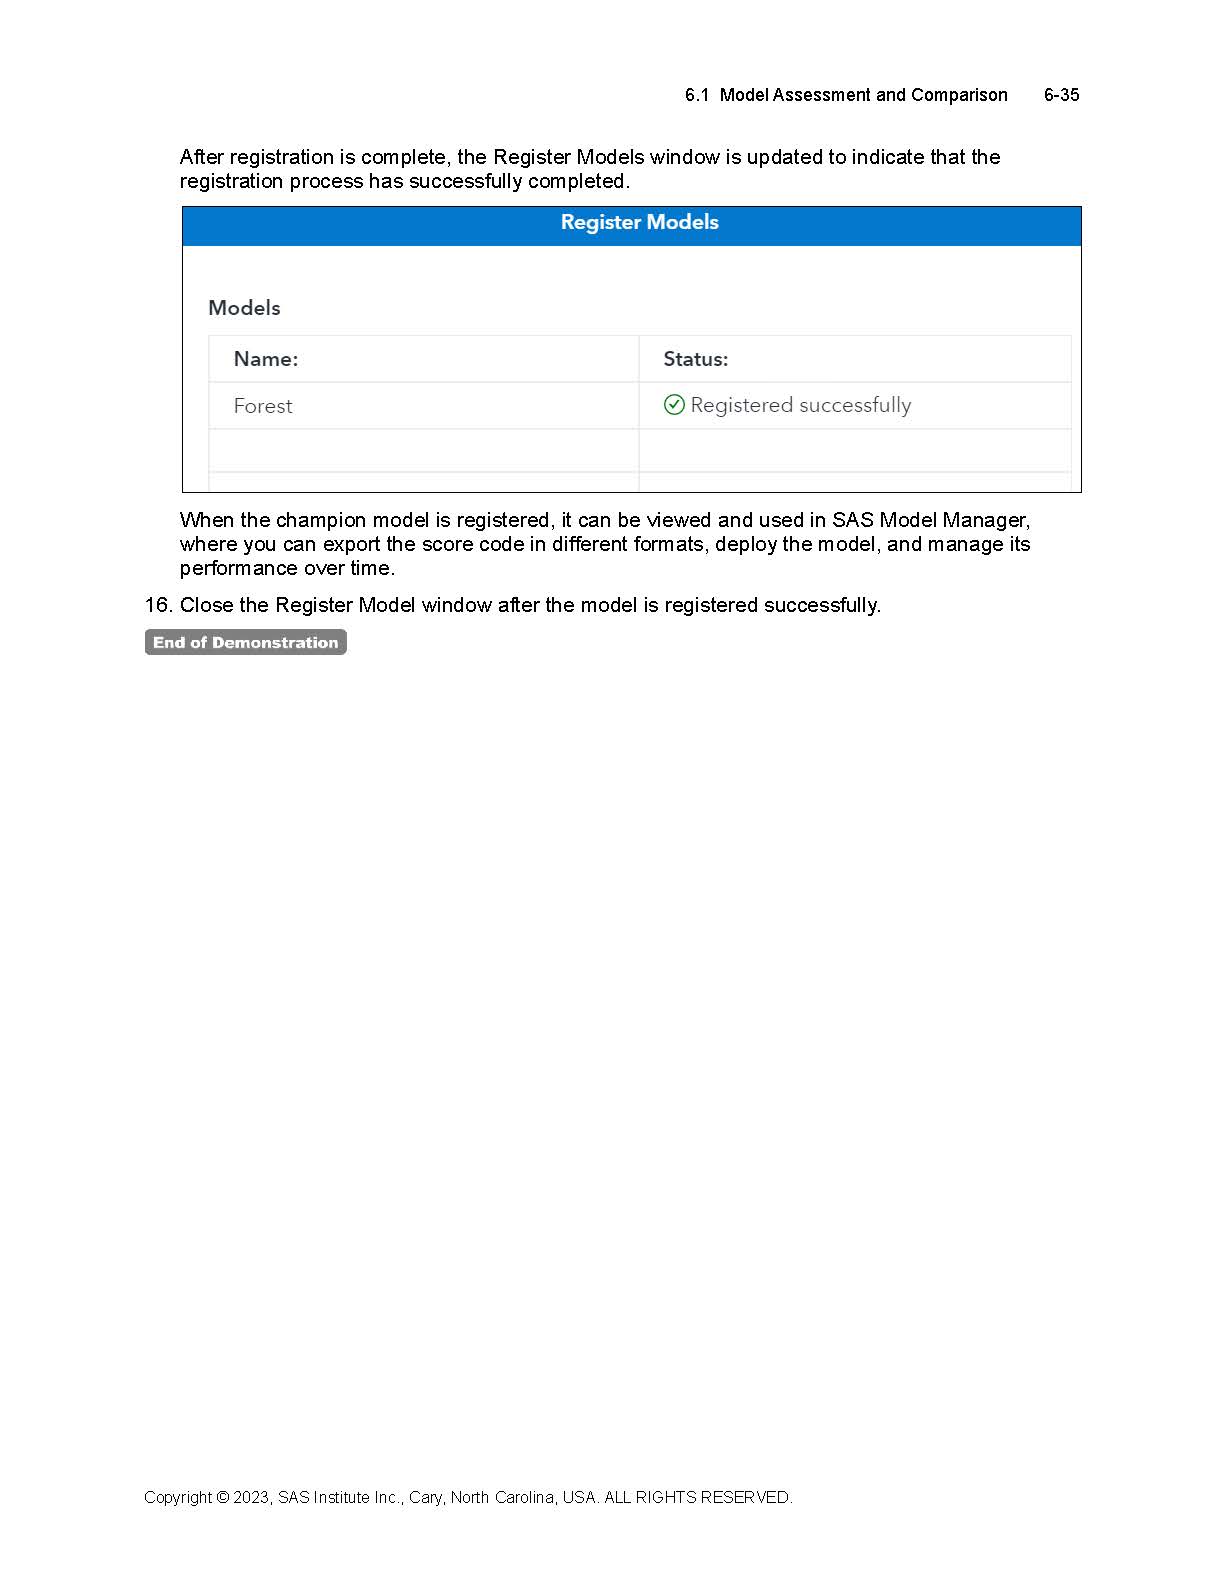 6.1 Model Assessment and Comparison 6-35
After registration is complete, the Register Models window is updated to indicate that the
registration process has successfully completed.
Register Models
Models
Name: Status:
Forest Registered successfully
When the champion model is registered, it can be viewed and used in SAS Model Manager,
where you can export the score code in different formats, deploy the model, and manage its
performance over time.
16. Close the Register Model window after the model is registered successfully.
End of Demonstration
Copyright © 2023, SAS Institute Inc., Cary, North Carolina, USA. ALL RIGHTS RESERVED.